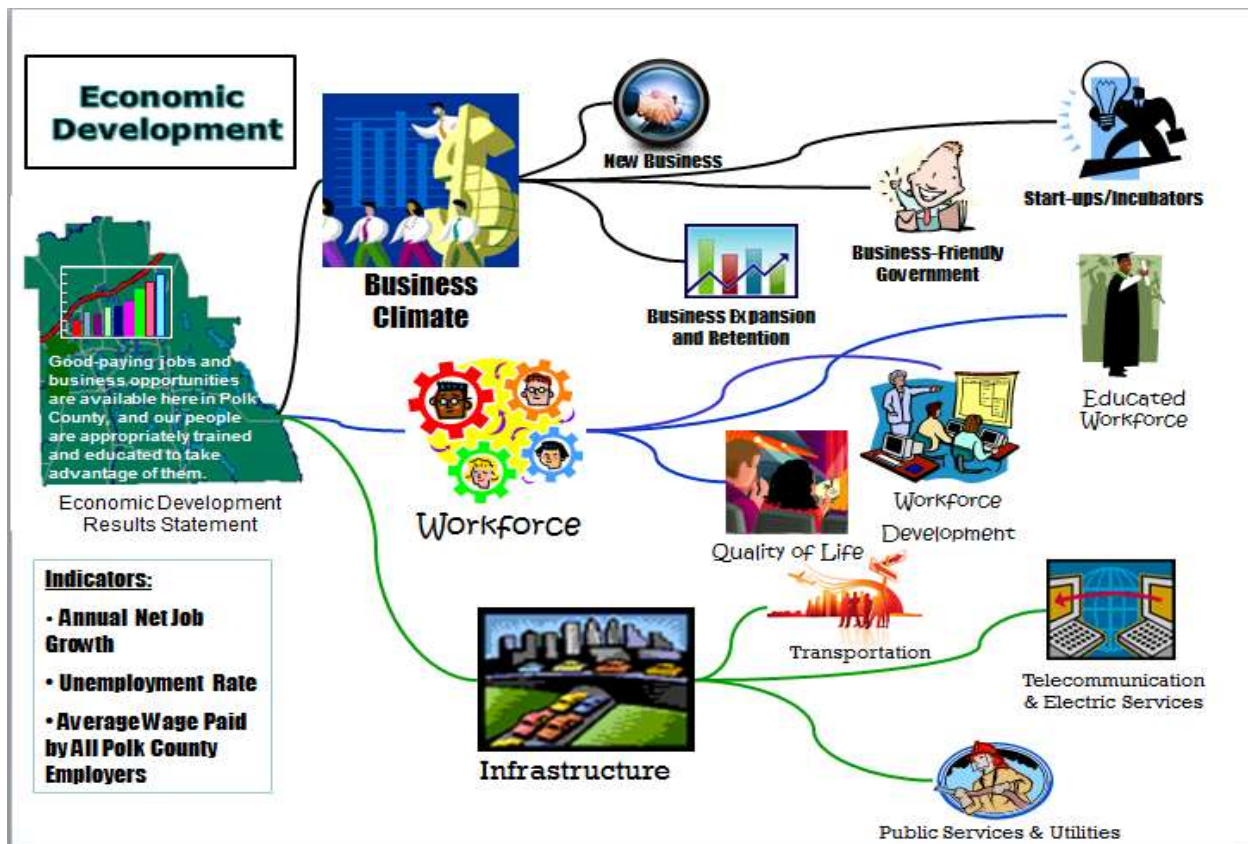 Economic
Development
New Business
Start-ups/Incubators
Business-Friendly
Government
Business
Climate
Business Expansion
and Retention
Good-paying jobs and
business opportunities
are available here in Polk
County, and our people
are appropriately trained
and educated to take
advantage of them.
Economic Development
Results Statement
Educated
Workforce
Workforce
Workforce
Development
Quality of Life
Indicators:
• Annual Net Job
Growth
• Unemployment Rate
• Average Wage Paid
by All Polk County
Employers
Transportation
Telecommunication
& Electric Services
Infrastructure
Public Services & Utilities